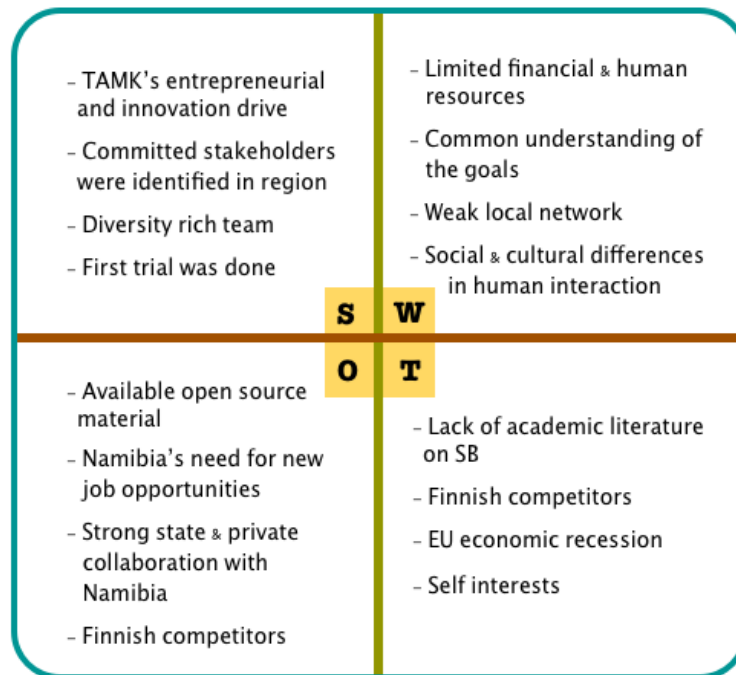 - TAMK's entrepreneurial
and innovation drive
- Committed stakeholders
were identified in region
- Diversity rich team
- First trial was done
- Limited financial & human
resources
- Common understanding of
the goals
- Weak local network
- Social & cultural differences
in human interaction
S W
O T
- Available open source
material
- Namibia's need for new
job opportunities
- Strong state & private
collaboration with
Namibia
- Finnish competitors
- Lack of academic literature
on SB
- Finnish competitors
- EU economic recession
- Self interests